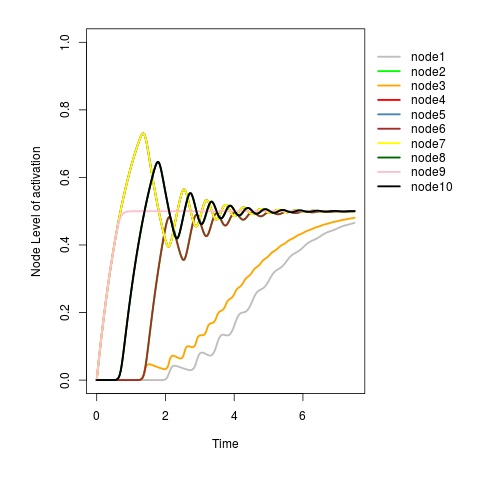 1.0
0.8
0.6
0.4
0.2
0.0
Node Level of activation
0 2 4 6
Time
node1
node2
node3
node4
node5
node6
node7
node8
node9
node10